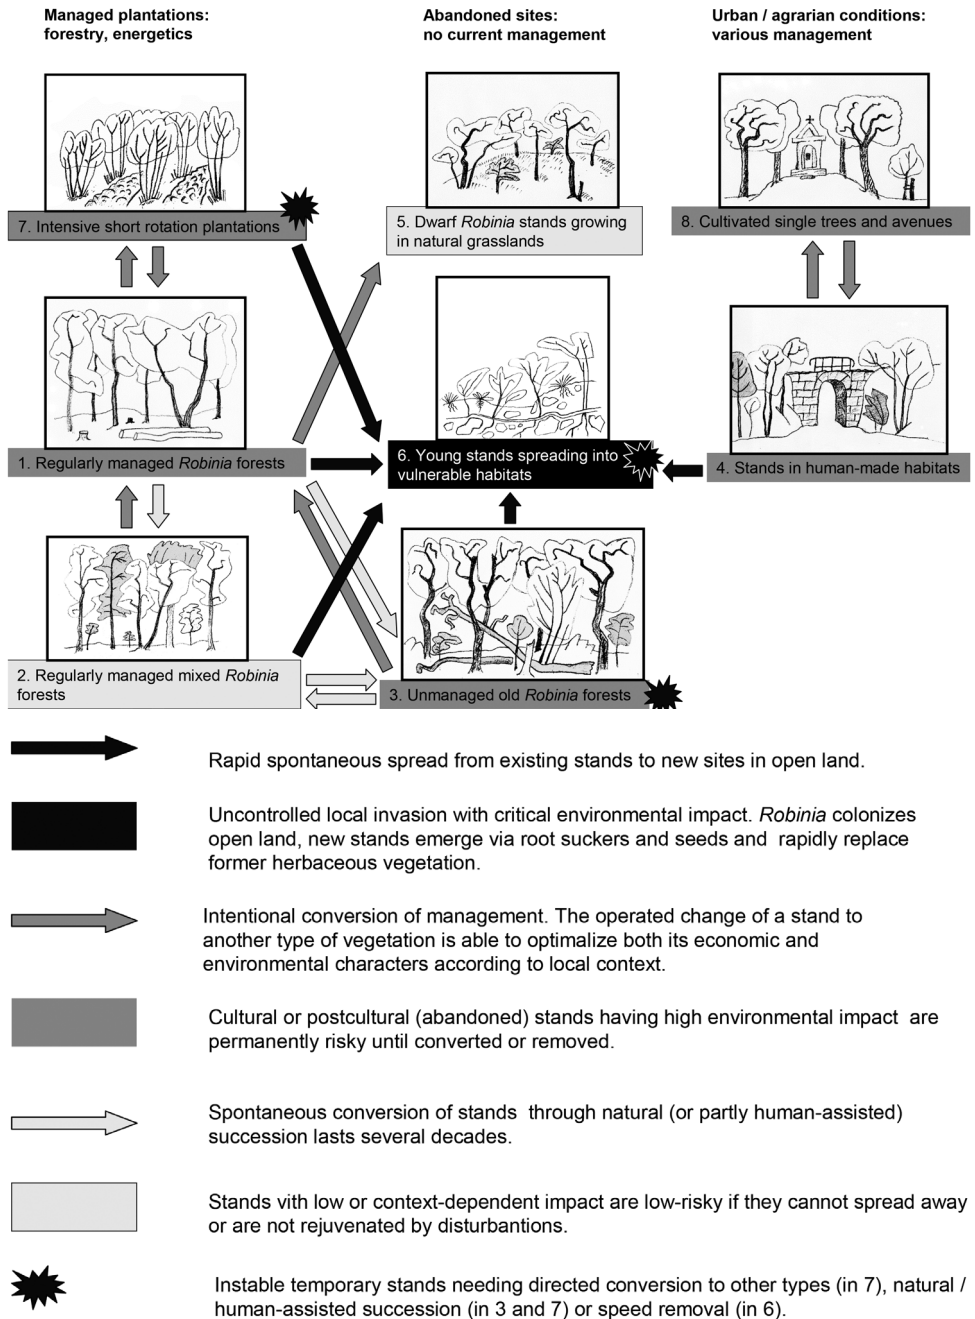 Managed plantations:
forestry, energetics
Abandoned sites:
no current management
Urban / agrarian conditions:
various management
7. Intensive short rotation plantations
5. Dwarf Robinia stands growing
in natural grasslands
8. Cultivated single trees and avenues
1. Regularly managed Robinia forests
6. Young stands spreading into
vulnerable habitats
4. Stands in human-made habitats
2. Regularly managed mixed Robinia
forests
3. Unmanaged old Robinia forests
Rapid spontaneous spread from existing stands to new sites in open land.
Uncontrolled local invasion with critical environmental impact. Robinia colonizes
open land, new stands emerge via root suckers and seeds and rapidly replace
former herbaceous vegetation.
Intentional conversion of management. The operated change of a stand to
another type of vegetation is able to optimalize both its economic and
environmental characters according to local context.
Cultural or postcultural (abandoned) stands having high environmental impact are
permanently risky until converted or removed.
Spontaneous conversion of stands through natural (or partly human-assisted)
succession lasts several decades.
Stands vith low or context-dependent impact are low-risky if they cannot spread away
or are not rejuvenated by disturbantions.
Instable temporary stands needing directed conversion to other types (in 7), natural /
human-assisted succession (in 3 and 7) or speed removal (in 6).